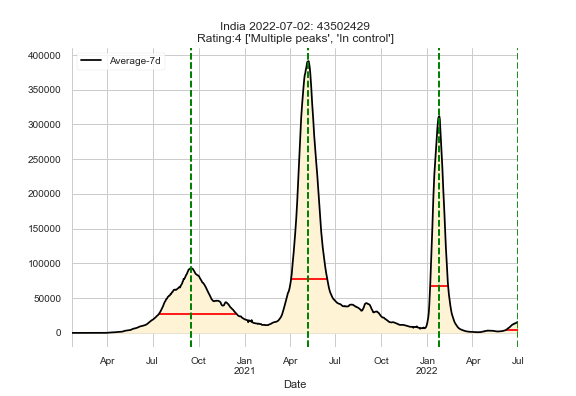 India 2022-07-02: 43502429
Rating:4 ['Multiple peaks', 'In control']
Average-7d
400000
350000
300000
250000
200000
150000
100000
50000
0
Apr Jul Oct Jan Apr Jul Oct Jan Apr Jul
2021 2022
Date